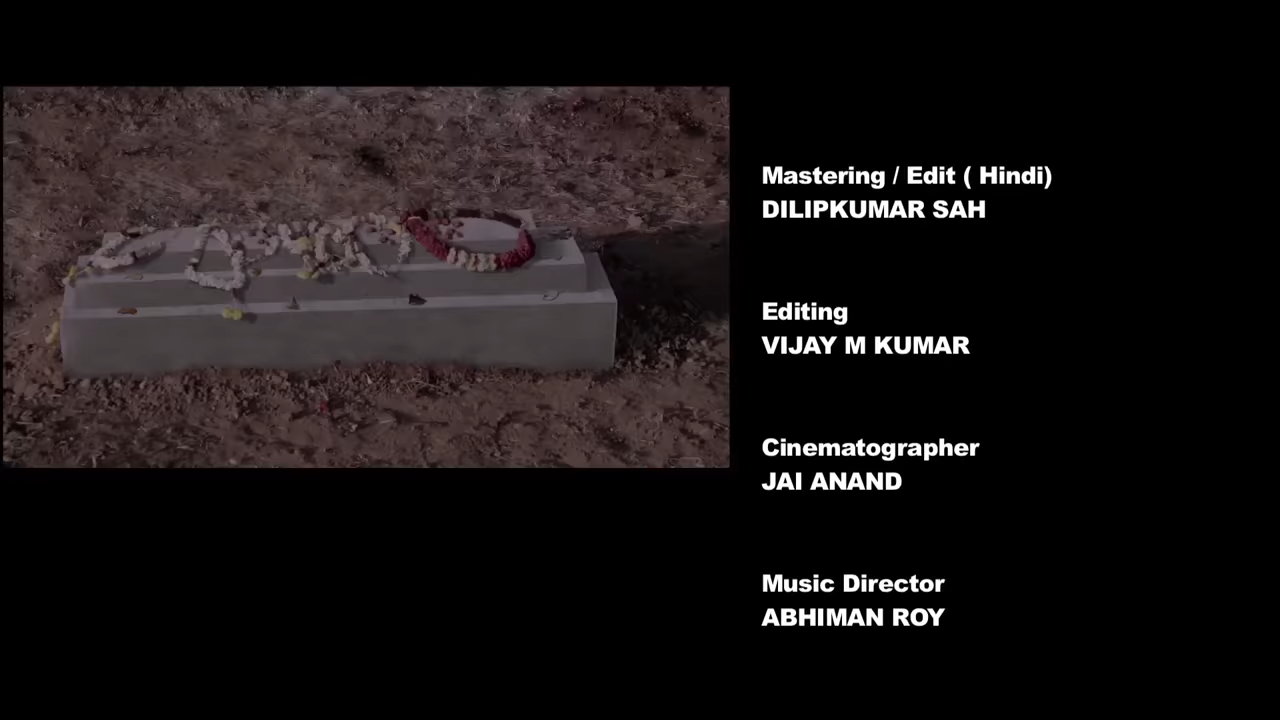 Mastering / Edit ( Hindi)
DILIPKUMAR SAH
Editing
VIJAY M KUMAR
Cinematographer
JAI ANAND
Music Director
ABHIMAN ROY